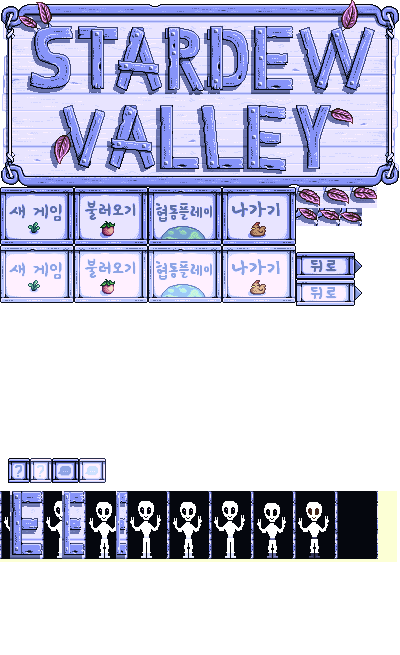 STARDEW
VALLEY
새 게임 불러오기 협동플레이 나가기
새 게임 불러오기 협동플레이 나가기
뒤로
뒤로
? ?
E E